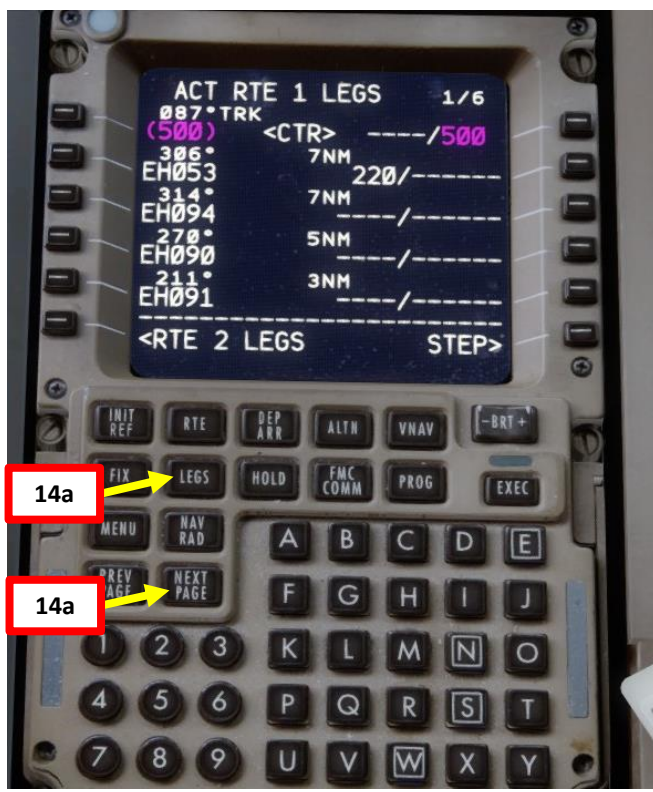 ACT RTE 1 LEGS 1/6
087°TRK
(500) <CTR> ----/500
306° 7NM
EH053 220/------
314° 7NM
EH094 ----/------
270° 5NM
EH090 ----/------
211° 3NM
EH091 ----/------
------------------------
<RTE 2 LEGS STEP>
INIT REF RTE DEP ARR ALTN VNAV -BRT+
14a FIX LEGS HOLD FMC COMM PROG EXEC
MENU NAV RAD A B C D E
14a PREV PAGE NEXT PAGE F G H I J
1 2 3 K L M N O
4 5 6 P Q R S T
7 8 9 U V W X Y